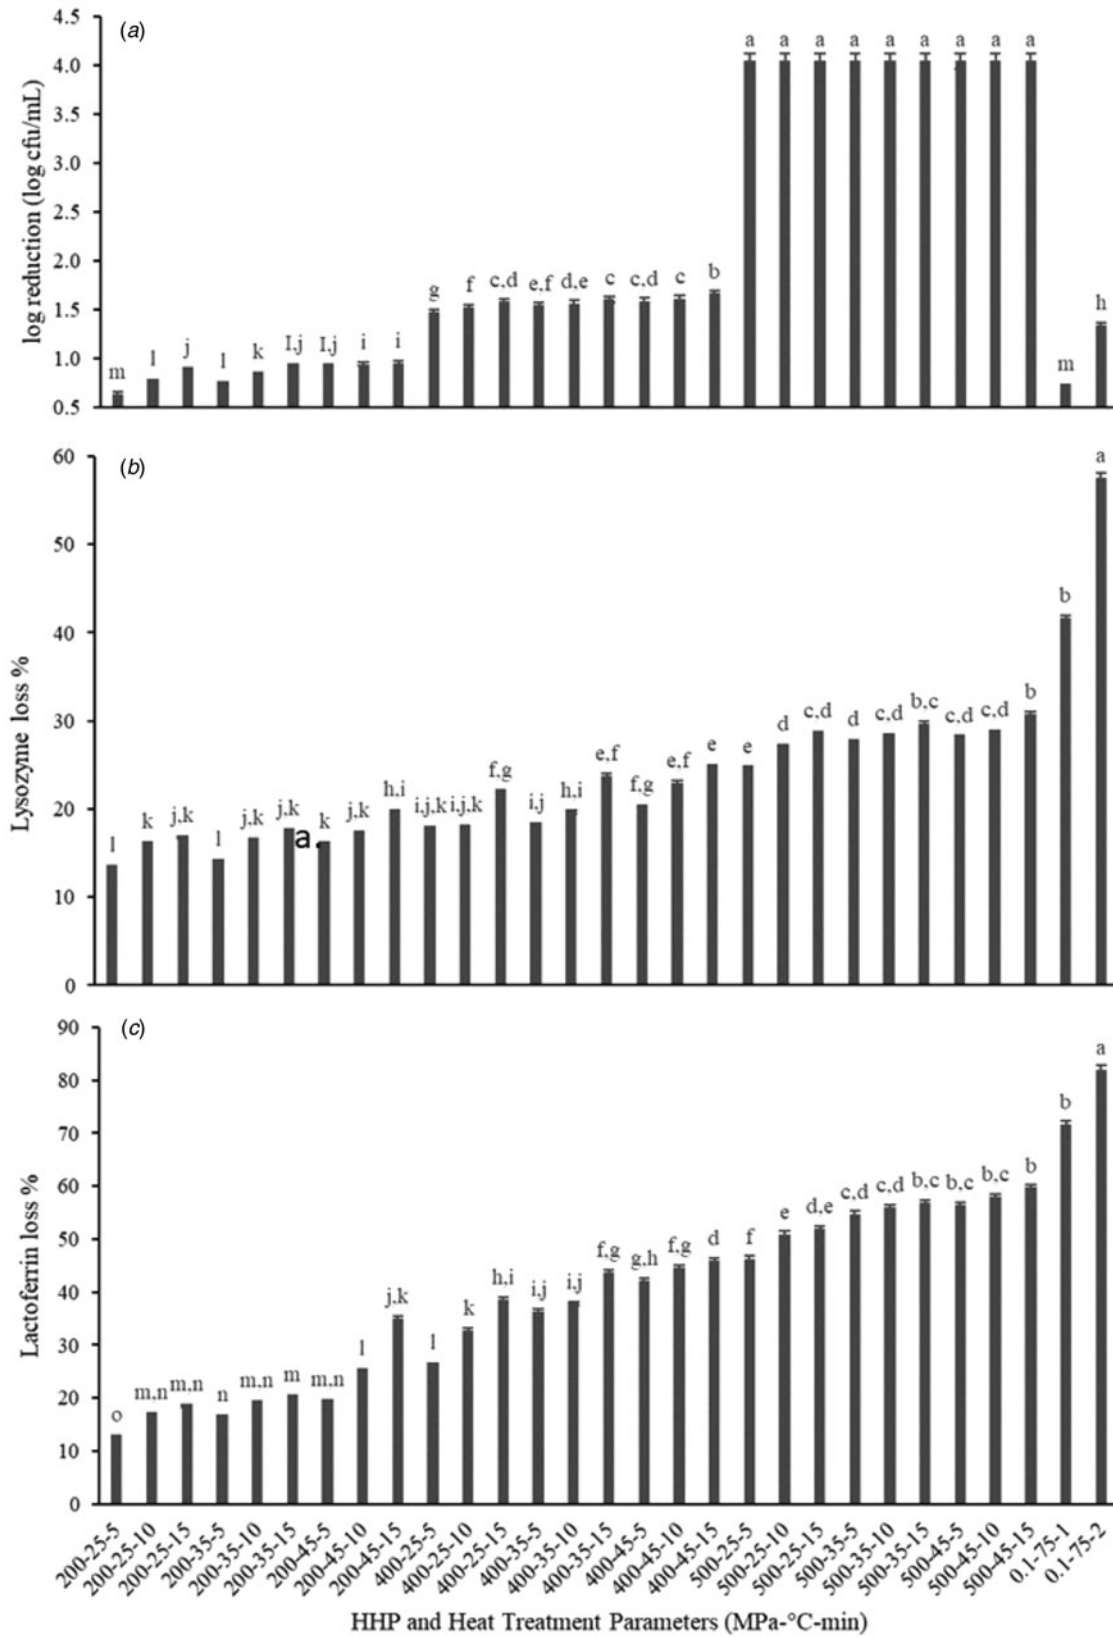 (a)
log reduction (log cfu/mL)
4.5
4.0
3.5
3.0
2.5
2.0
1.5
1.0
0.5
m
l
j
l
k
I,j
I,j
i
i
g
f
c,d
e,f
d,e
c
c,d
c
b
a
a
a
a
a
a
a
a
a
m
h
(b)
Lysozyme loss %
60
50
40
30
20
10
0
l
k
j,k
l
j,k
j,k
a.
k
j,k
h,i
i,j,k
i,j,k
f,g
i,j
h,i
e,f
f,g
e,f
e
e
d
c,d
d
c,d
b,c
c,d
c,d
b
b
a
(c)
Lactoferrin loss %
90
80
70
60
50
40
30
20
10
0
o
m,n
m,n
n
m,n
m
m,n
l
j,k
l
k
h,i
i,j
i,j
f,g
g,h
f,g
d
f
e
d,e
c,d
c,d
b,c
b,c
b,c
b
b
a
200-25-5
200-25-10
200-25-15
200-35-5
200-35-10
200-35-15
200-45-5
200-45-10
200-45-15
400-25-5
400-25-10
400-25-15
400-35-5
400-35-10
400-35-15
400-45-5
400-45-10
400-45-15
500-25-5
500-25-10
500-25-15
500-35-5
500-35-10
500-35-15
500-45-5
500-45-10
500-45-15
0.1-75-1
0.1-75-2
HHP and Heat Treatment Parameters (MPa-°C-min)